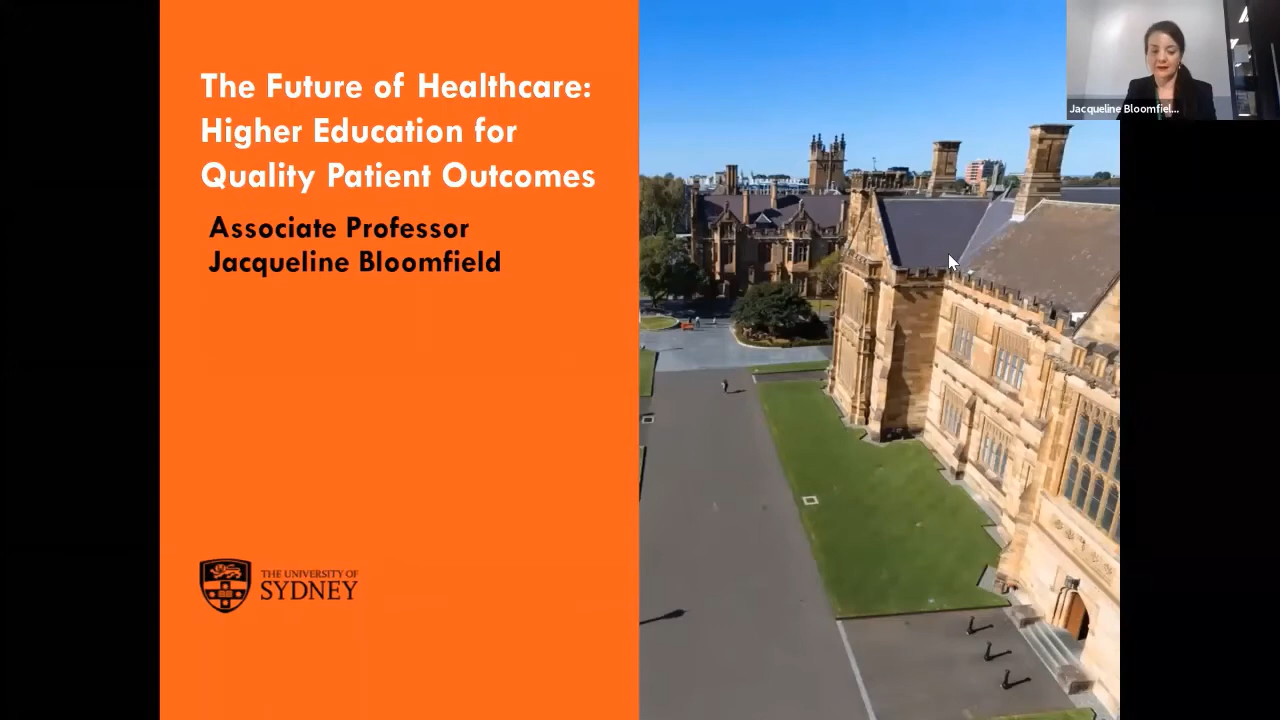 The Future of Healthcare:
Higher Education for
Quality Patient Outcomes
Associate Professor
Jacqueline Bloomfield
THE UNIVERSITY OF
SYDNEY
Jacqueline Bloomfiel...